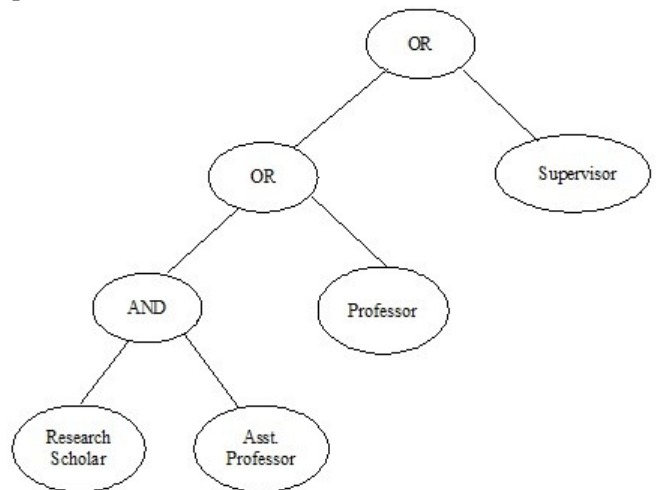 OR
OR
Supervisor
AND
Professor
Research
Scholar
Asst.
Professor